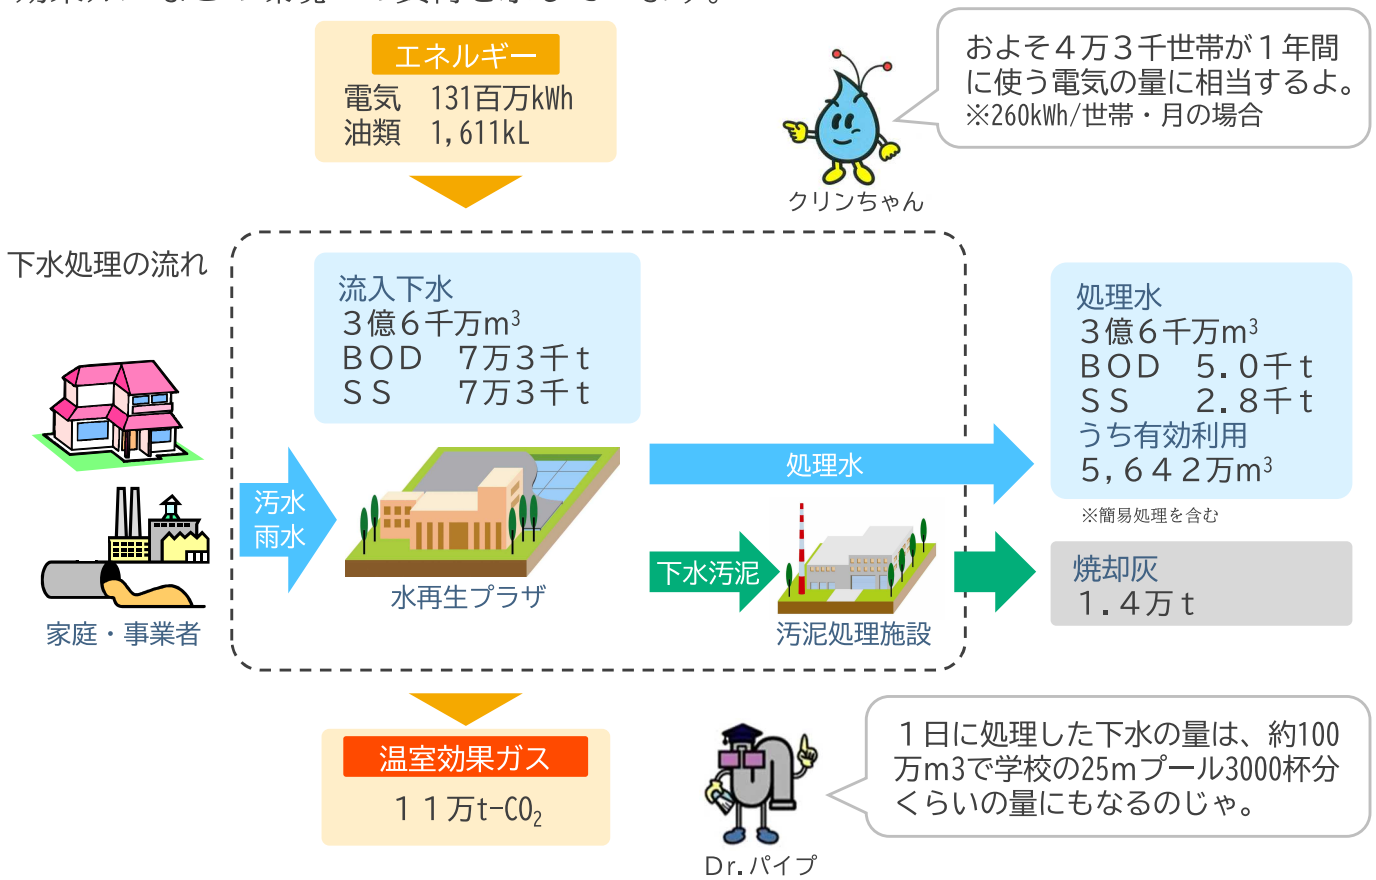 エネルギー
電気　131百万kWh
油類　1,611kL
およそ４万３千世帯が１年間
に使う電気の量に相当するよ。
※260kWh/世帯・月の場合
クリンちゃん
下水処理の流れ
流入下水
３億６千万m³
ＢＯＤ　７万３千ｔ
ＳＳ　　７万３千ｔ
処理水
３億６千万m³
ＢＯＤ　５.０千ｔ
ＳＳ　　２.８千ｔ
うち有効利用
５,６４２万m³
※簡易処理を含む
汚水
雨水
処理水
水再生プラザ
下水汚泥
汚泥処理施設
焼却灰
１.４万ｔ
家庭・事業者
温室効果ガス
１１万t-CO₂
１日に処理した下水の量は、約100
万m3で学校の25mプール3000杯分
くらいの量にもなるのじゃ。
Dr.パイプ